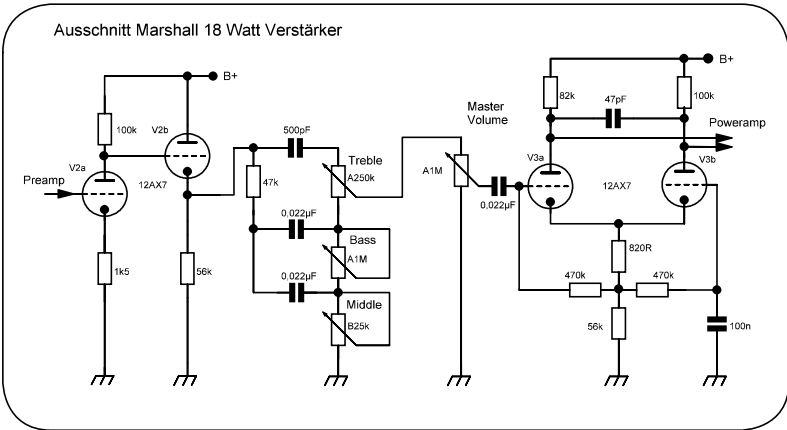 Ausschnitt Marshall 18 Watt Verstärker
B+
B+
100k
V2b
500pF
Master
Volume
82k
47pF
100k
Poweramp
V2a
Treble
V3a
V3b
Preamp
12AX7
47k
A250k
A1M
12AX7
0,022µF
0,022µF
Bass
1k5
56k
A1M
820R
0,022µF
Middle
470k
470k
B25k
56k
100n